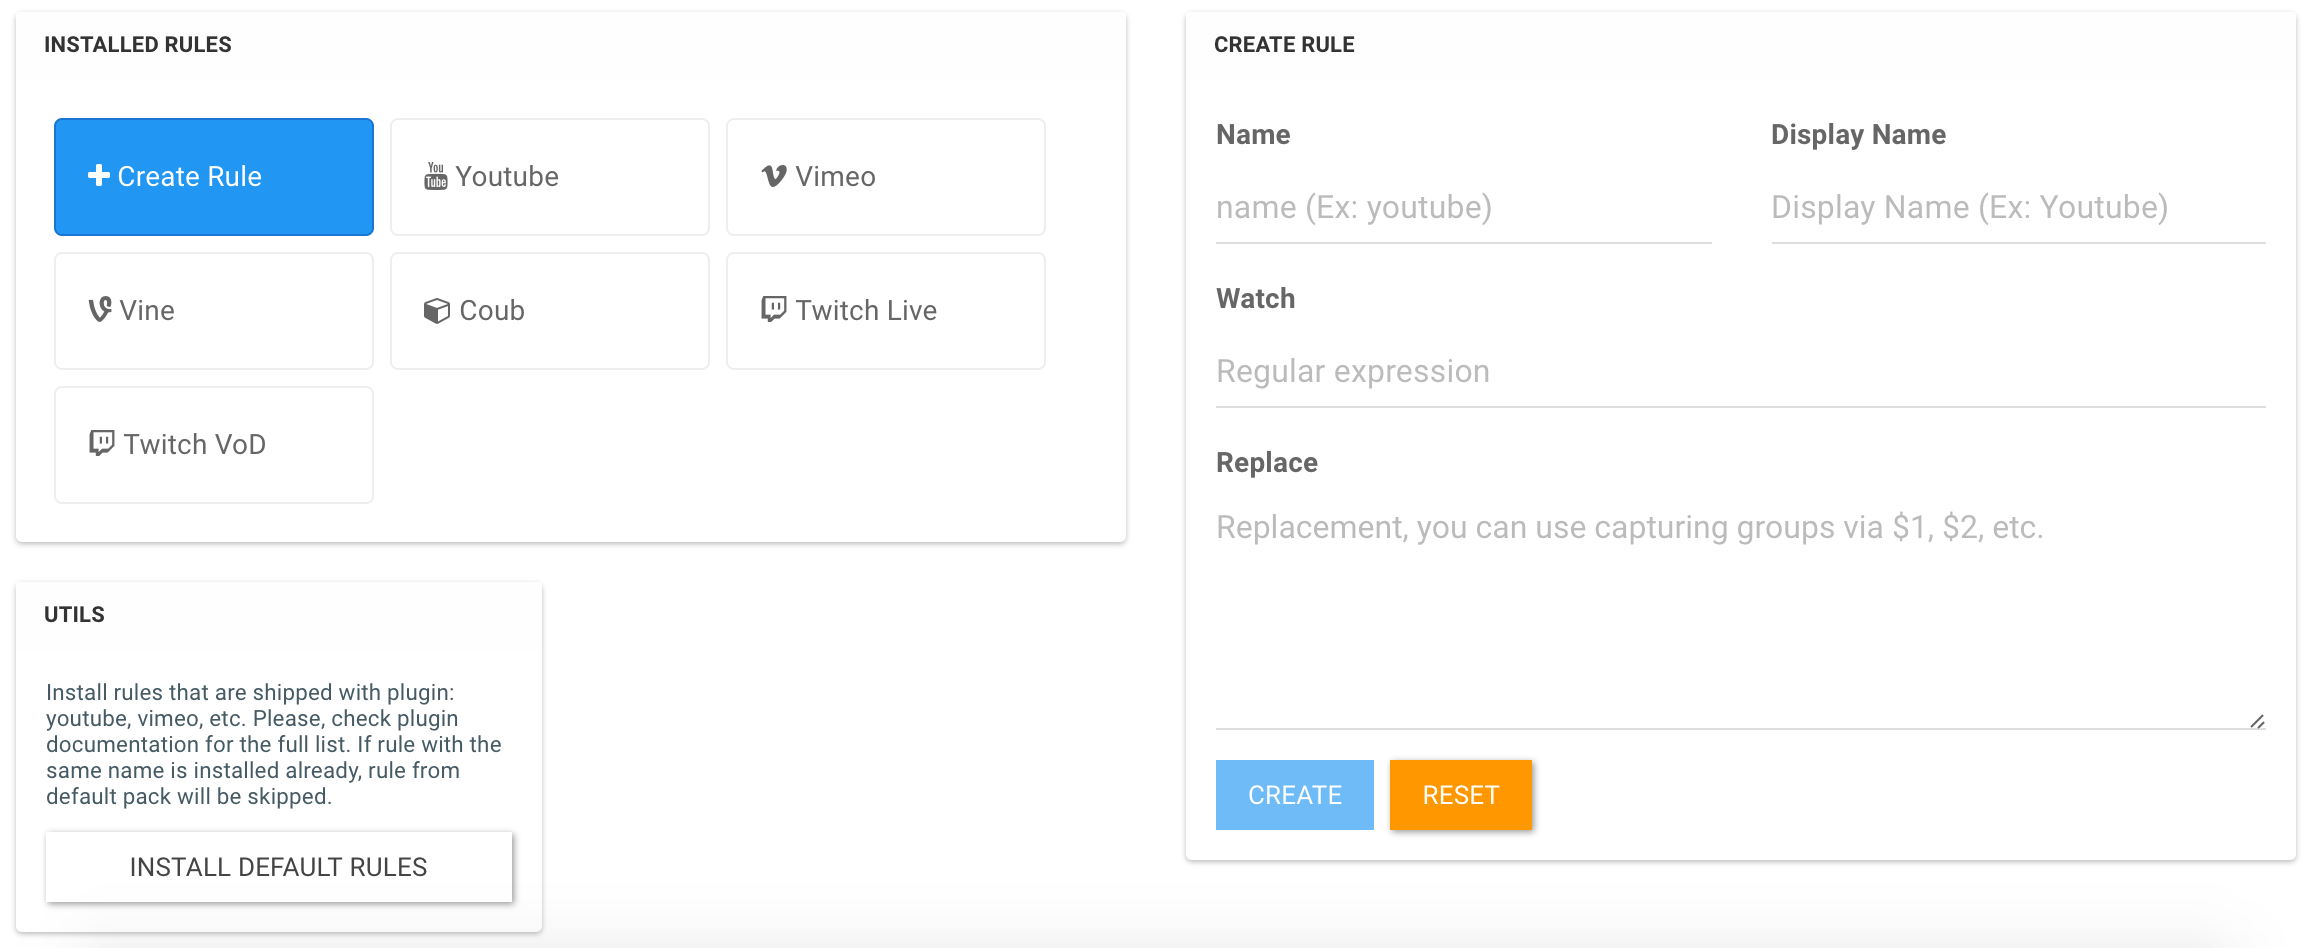 INSTALLED RULES
Create Rule
You
Tube
Youtube
Vimeo
Vine
Coub
Twitch Live
Twitch VoD
UTILS
Install rules that are shipped with plugin:
youtube, vimeo, etc. Please, check plugin
documentation for the full list. If rule with the
same name is installed already, rule from
default pack will be skipped.
INSTALL DEFAULT RULES
CREATE RULE
Name
name (Ex: youtube)
Display Name
Display Name (Ex: Youtube)
Watch
Regular expression
Replace
Replacement, you can use capturing groups via $1, $2, etc.
CREATE
RESET